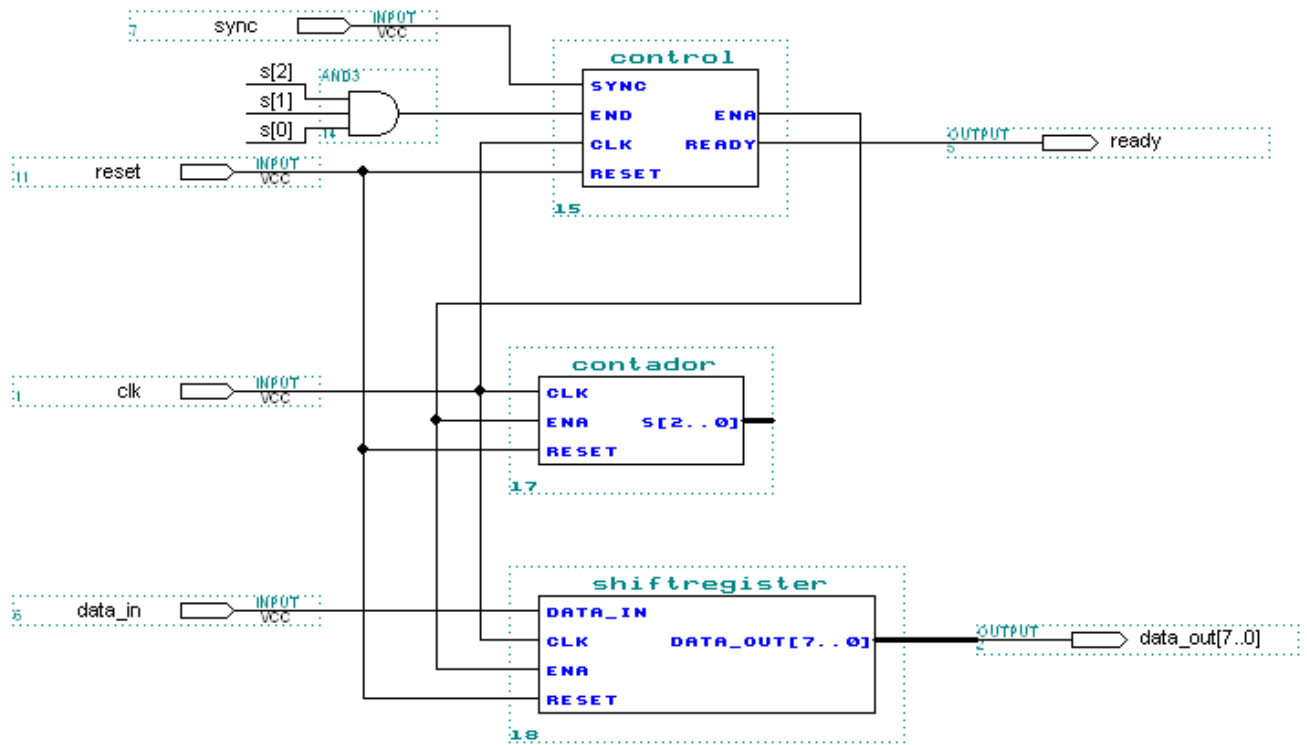 sync INPUT
7 VCC
control
s[2] AND3
SYNC
s[1]
END ENA
s[0] 14
CLK READY OUTPUT ready
5
reset INPUT
11 VCC
RESET
15
contador
clk INPUT
1 VCC
CLK
ENA S[2..0]
RESET
17
shiftregister
data_in INPUT
6 VCC
DATA_IN
CLK DATA_OUT[7..0] OUTPUT data_out[7..0]
2
ENA
RESET
18